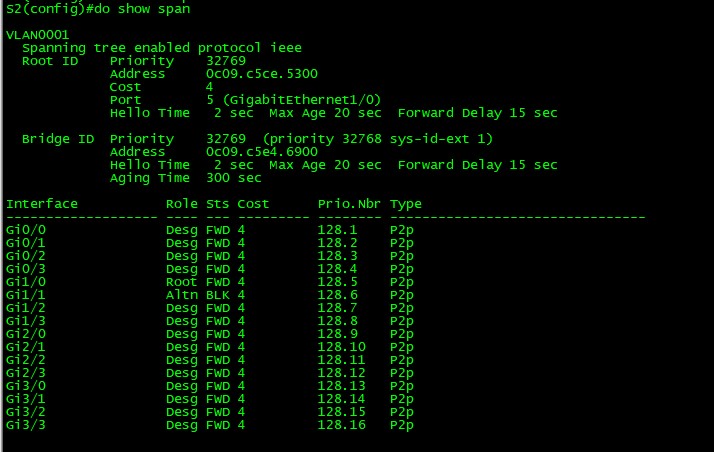 S2(config)#do show span
VLAN0001
  Spanning tree enabled protocol ieee
  Root ID    Priority    32769
             Address     0c09.c5ce.5300
             Cost        4
             Port        5 (GigabitEthernet1/0)
             Hello Time   2 sec  Max Age 20 sec  Forward Delay 15 sec
  Bridge ID  Priority    32769  (priority 32768 sys-id-ext 1)
             Address     0c09.c5e4.6900
             Hello Time   2 sec  Max Age 20 sec  Forward Delay 15 sec
             Aging Time  300 sec
Interface           Role Sts Cost      Prio.Nbr Type
------------------- ---- --- --------- -------- --------------------------------
Gi0/0               Desg FWD 4         128.1    P2p
Gi0/1               Desg FWD 4         128.2    P2p
Gi0/2               Desg FWD 4         128.3    P2p
Gi0/3               Desg FWD 4         128.4    P2p
Gi1/0               Root FWD 4         128.5    P2p
Gi1/1               Altn BLK 4         128.6    P2p
Gi1/2               Desg FWD 4         128.7    P2p
Gi1/3               Desg FWD 4         128.8    P2p
Gi2/0               Desg FWD 4         128.9    P2p
Gi2/1               Desg FWD 4         128.10   P2p
Gi2/2               Desg FWD 4         128.11   P2p
Gi2/3               Desg FWD 4         128.12   P2p
Gi3/0               Desg FWD 4         128.13   P2p
Gi3/1               Desg FWD 4         128.14   P2p
Gi3/2               Desg FWD 4         128.15   P2p
Gi3/3               Desg FWD 4         128.16   P2p